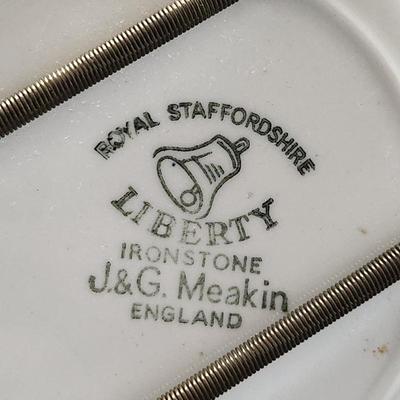 ROYAL STAFFORDSHIRE
LIBERTY
IRONSTONE
J.&G. Meakin
ENGLAND